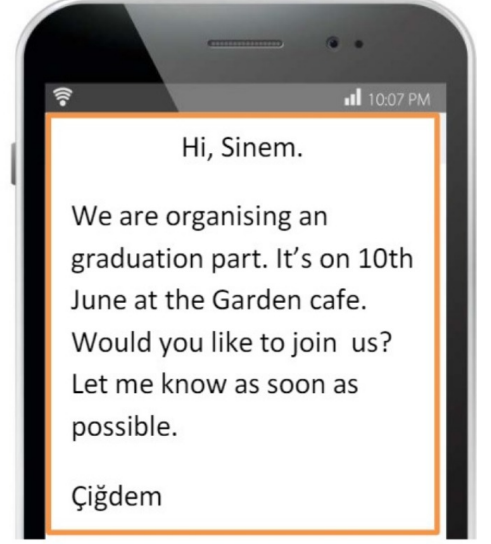 10:07 PM
Hi, Sinem.
We are organising an
graduation part. It’s on 10th
June at the Garden cafe.
Would you like to join  us?
Let me know as soon as
possible.
Çiğdem